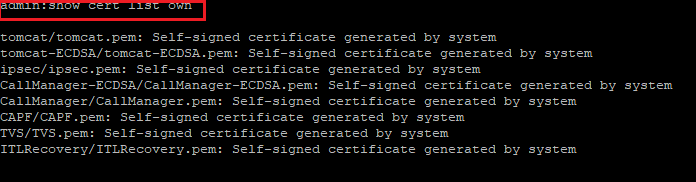 admin:show cert list own
tomcat/tomcat.pem: Self-signed certificate generated by system
tomcat-ECDSA/tomcat-ECDSA.pem: Self-signed certificate generated by system
ipsec/ipsec.pem: Self-signed certificate generated by system
CallManager-ECDSA/CallManager-ECDSA.pem: Self-signed certificate generated by system
CallManager/CallManager.pem: Self-signed certificate generated by system
CAPF/CAPF.pem: Self-signed certificate generated by system
TVS/TVS.pem: Self-signed certificate generated by system
ITLRecovery/ITLRecovery.pem: Self-signed certificate generated by system